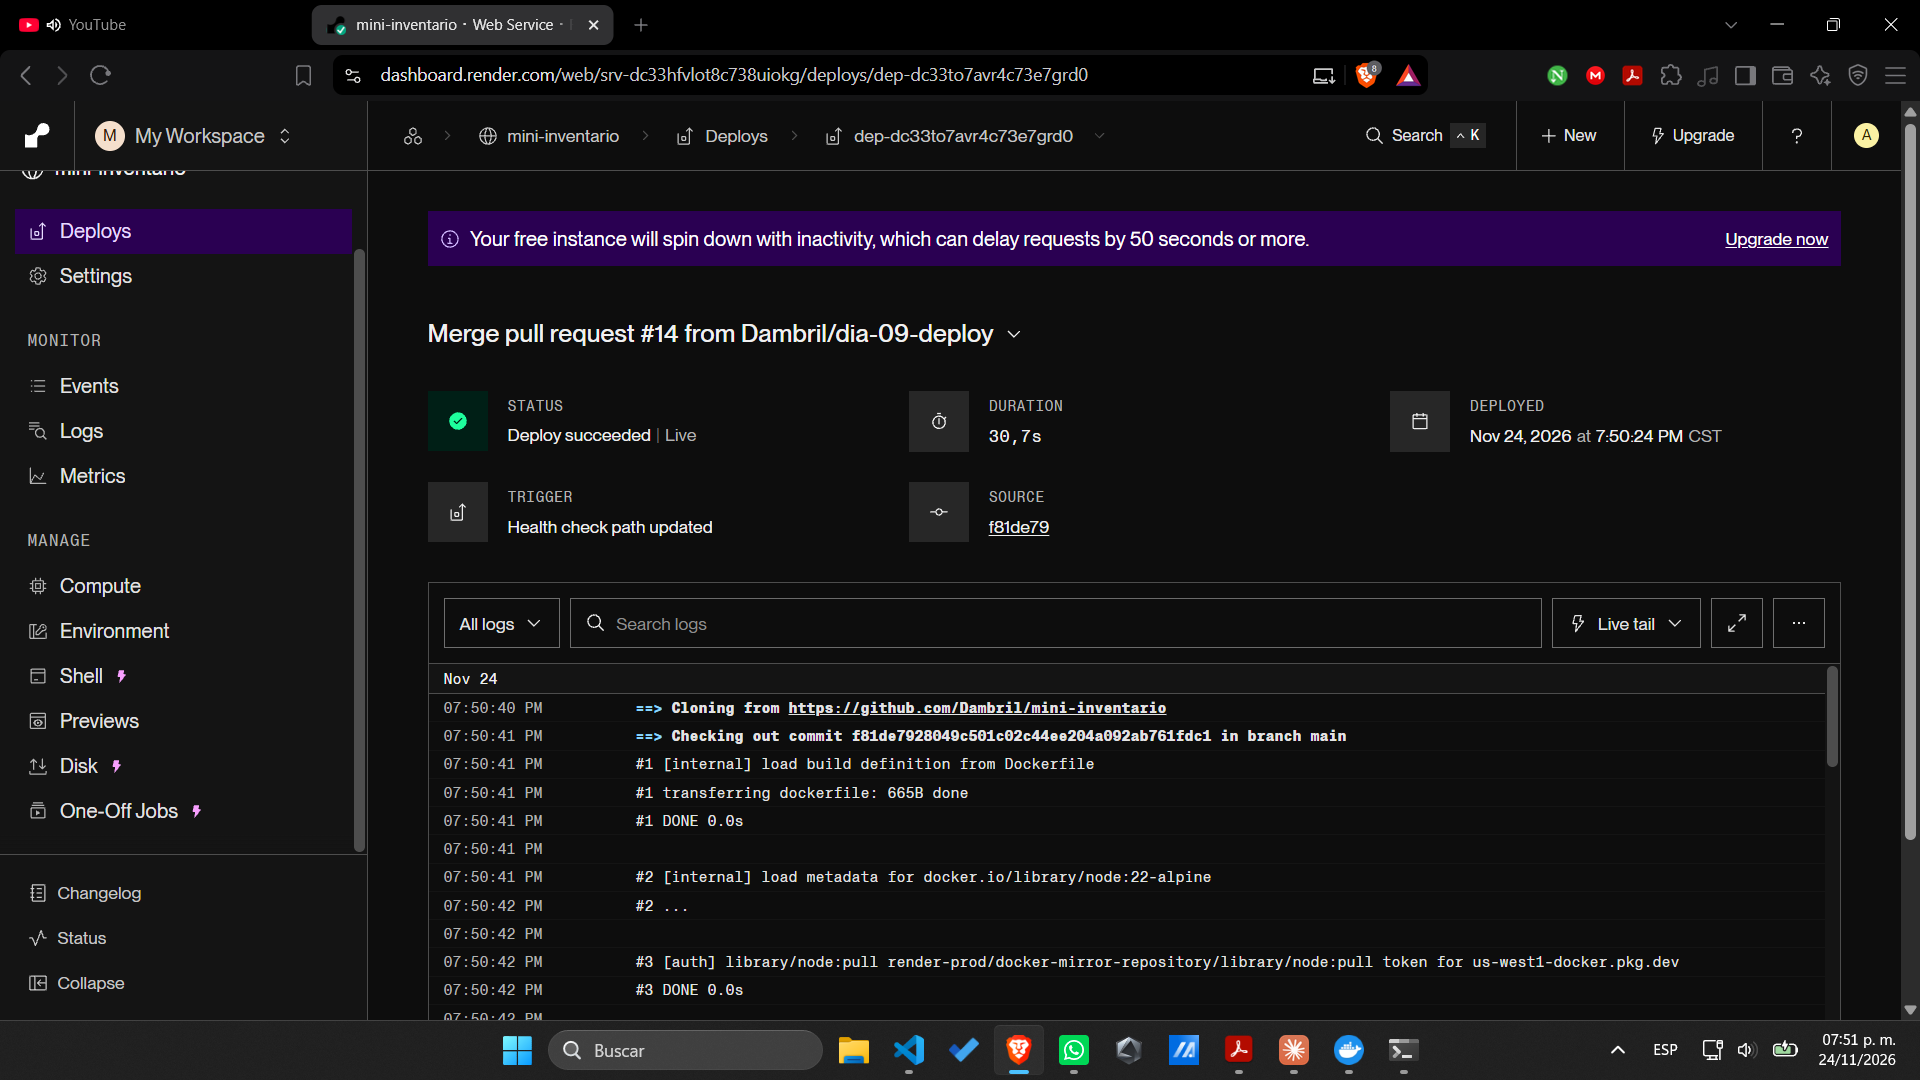 YouTube
mini-inventario · Web Service ·
dashboard.render.com/web/srv-dc33hfvlot8c738uiokg/deploys/dep-dc33to7avr4c73e7grd0
8
M My Workspace
mini-inventario
Deploys
dep-dc33to7avr4c73e7grd0
Search ^ K
+ New
Upgrade
?
A
mini-inventario
Deploys
Settings
MONITOR
Events
Logs
Metrics
MANAGE
Compute
Environment
Shell
Previews
Disk
One-Off Jobs
Changelog
Status
Collapse
Your free instance will spin down with inactivity, which can delay requests by 50 seconds or more.
Upgrade now
Merge pull request #14 from Dambril/dia-09-deploy
STATUS
Deploy succeeded | Live
DURATION
30,7s
DEPLOYED
Nov 24, 2026 at 7:50:24 PM CST
TRIGGER
Health check path updated
SOURCE
f81de79
All logs
Search logs
Live tail
...
Nov 24
07:50:40 PM ==> Cloning from https://github.com/Dambril/mini-inventario
07:50:41 PM ==> Checking out commit f81de7928049c501c02c44ee204a092ab761fdc1 in branch main
07:50:41 PM #1 [internal] load build definition from Dockerfile
07:50:41 PM #1 transferring dockerfile: 665B done
07:50:41 PM #1 DONE 0.0s
07:50:41 PM
07:50:41 PM #2 [internal] load metadata for docker.io/library/node:22-alpine
07:50:42 PM #2 ...
07:50:42 PM
07:50:42 PM #3 [auth] library/node:pull render-prod/docker-mirror-repository/library/node:pull token for us-west1-docker.pkg.dev
07:50:42 PM #3 DONE 0.0s
07:50:42 PM
Buscar
ESP
07:51 p. m.
24/11/2026